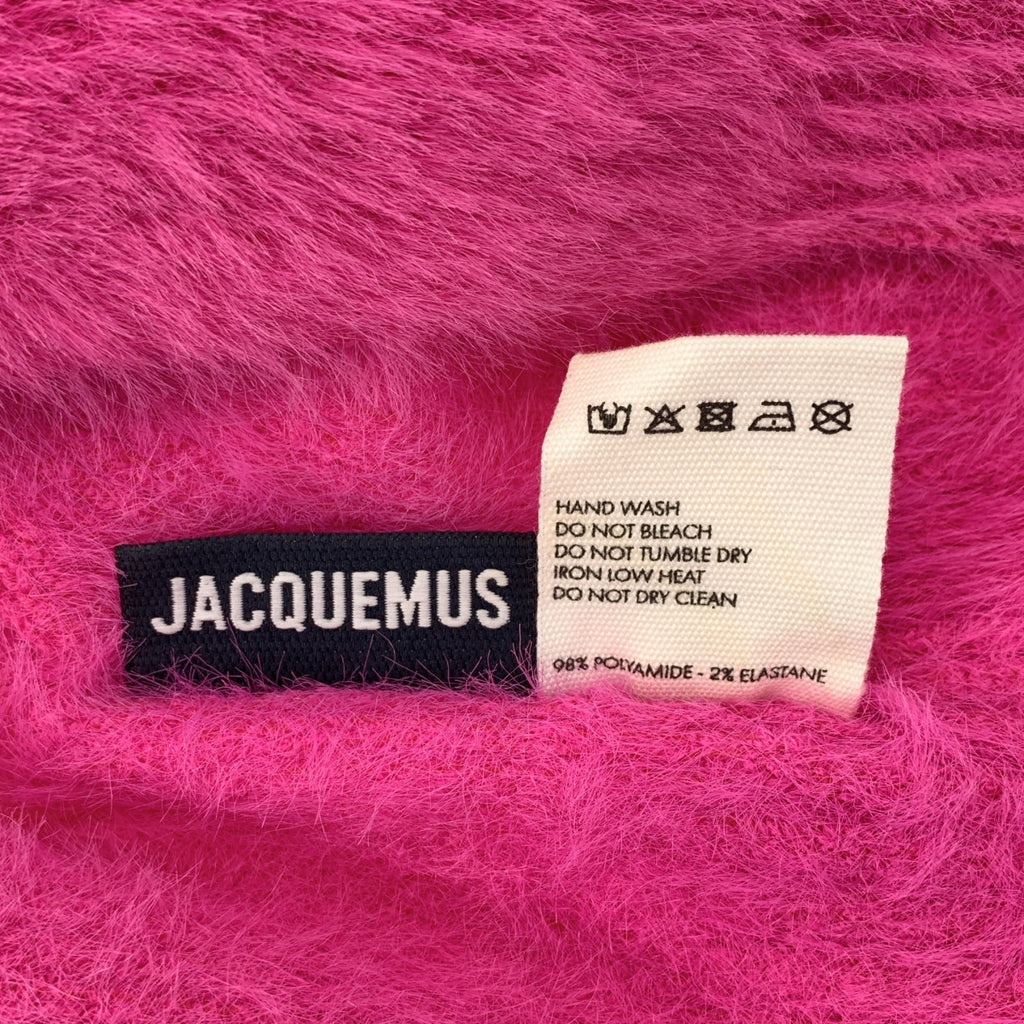 JACQUEMUS
HAND WASH
DO NOT BLEACH
DO NOT TUMBLE DRY
IRON LOW HEAT
DO NOT DRY CLEAN
98% POLYAMIDE - 2% ELASTANE